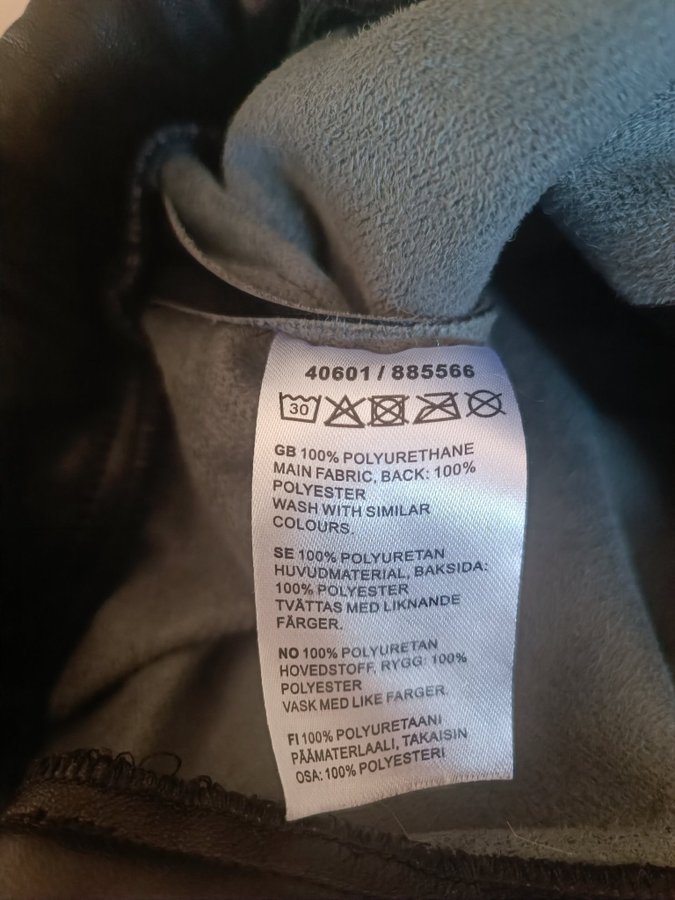 40601 / 885566
30
GB 100% POLYURETHANE
MAIN FABRIC, BACK: 100%
POLYESTER
WASH WITH SIMILAR
COLOURS.
SE 100% POLYURETAN
HUVUDMATERIAL, BAKSIDA:
100% POLYESTER
TVÄTTAS MED LIKNANDE
FÄRGER.
NO 100% POLYURETAN
HOVEDSTOFF, RYGG: 100%
POLYESTER
VASK MED LIKE FARGER.
FI 100% POLYURETAANI
PÄÄMATERLAALI, TAKAISIN
OSA: 100% POLYESTERI